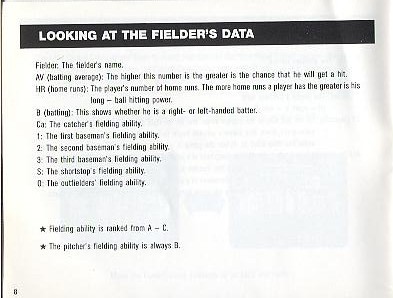 LOOKING AT THE FIELDER'S DATA
Fielder: The fielder's name.
AV (batting average): The higher this number is the greater is the chance that he will get a hit.
HR (home runs): The player's number of home runs. The more home runs a player has the greater is his
long – ball hitting power.
B (batting): This shows whether he is a right- or left-handed batter.
Ca: The catcher's fielding ability.
1: The first baseman's fielding ability.
2: The second baseman's fielding ability.
3: The third baseman's fielding ability.
S: The shortstop's fielding ability.
O: The outfielders' fielding ability.
★ Fielding ability is ranked from A – C.
★ The pitcher's fielding ability is always B.
8